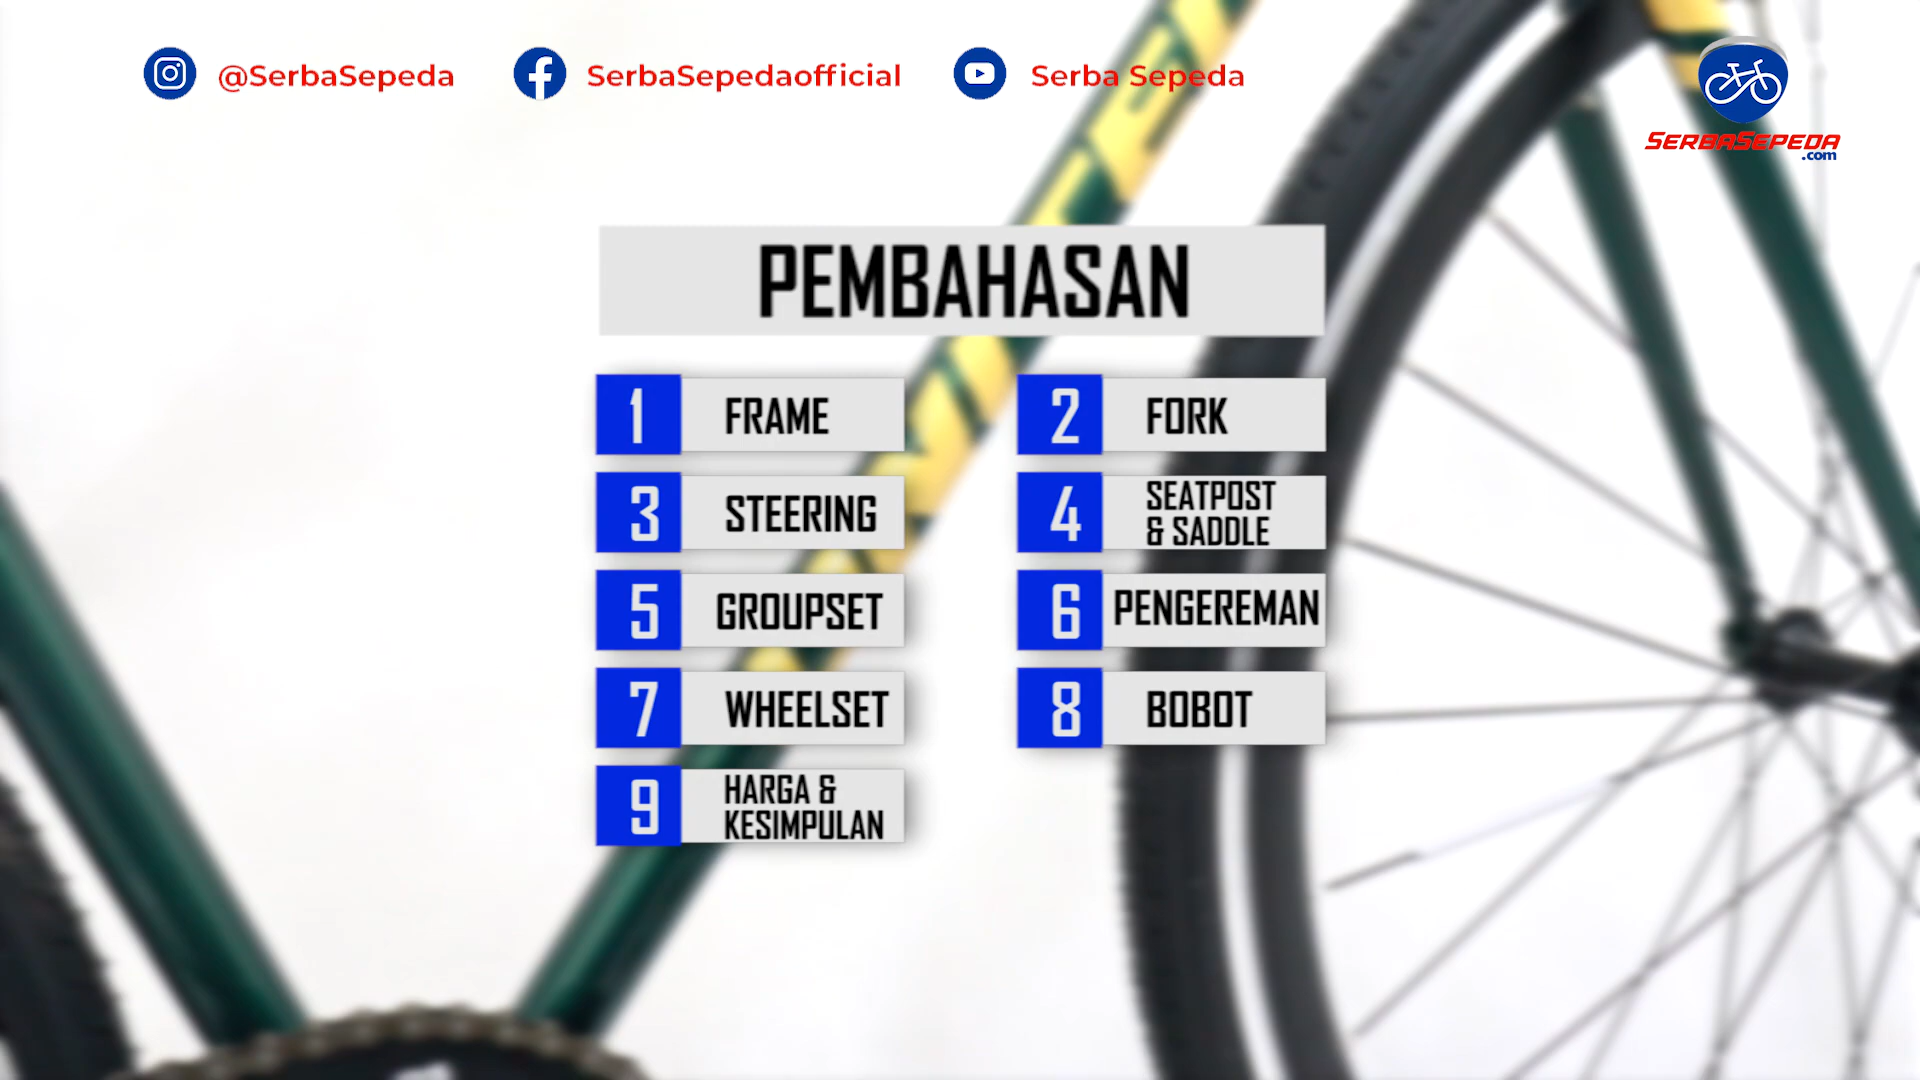 @SerbaSepeda
SerbaSepedaofficial
Serba Sepeda
SERBASEPEDA
.com
PEMBAHASAN
1 FRAME
2 FORK
3 STEERING
4 SEATPOST
& SADDLE
5 GROUPSET
6 PENGEREMAN
7 WHEELSET
8 BOBOT
9 HARGA &
KESIMPULAN